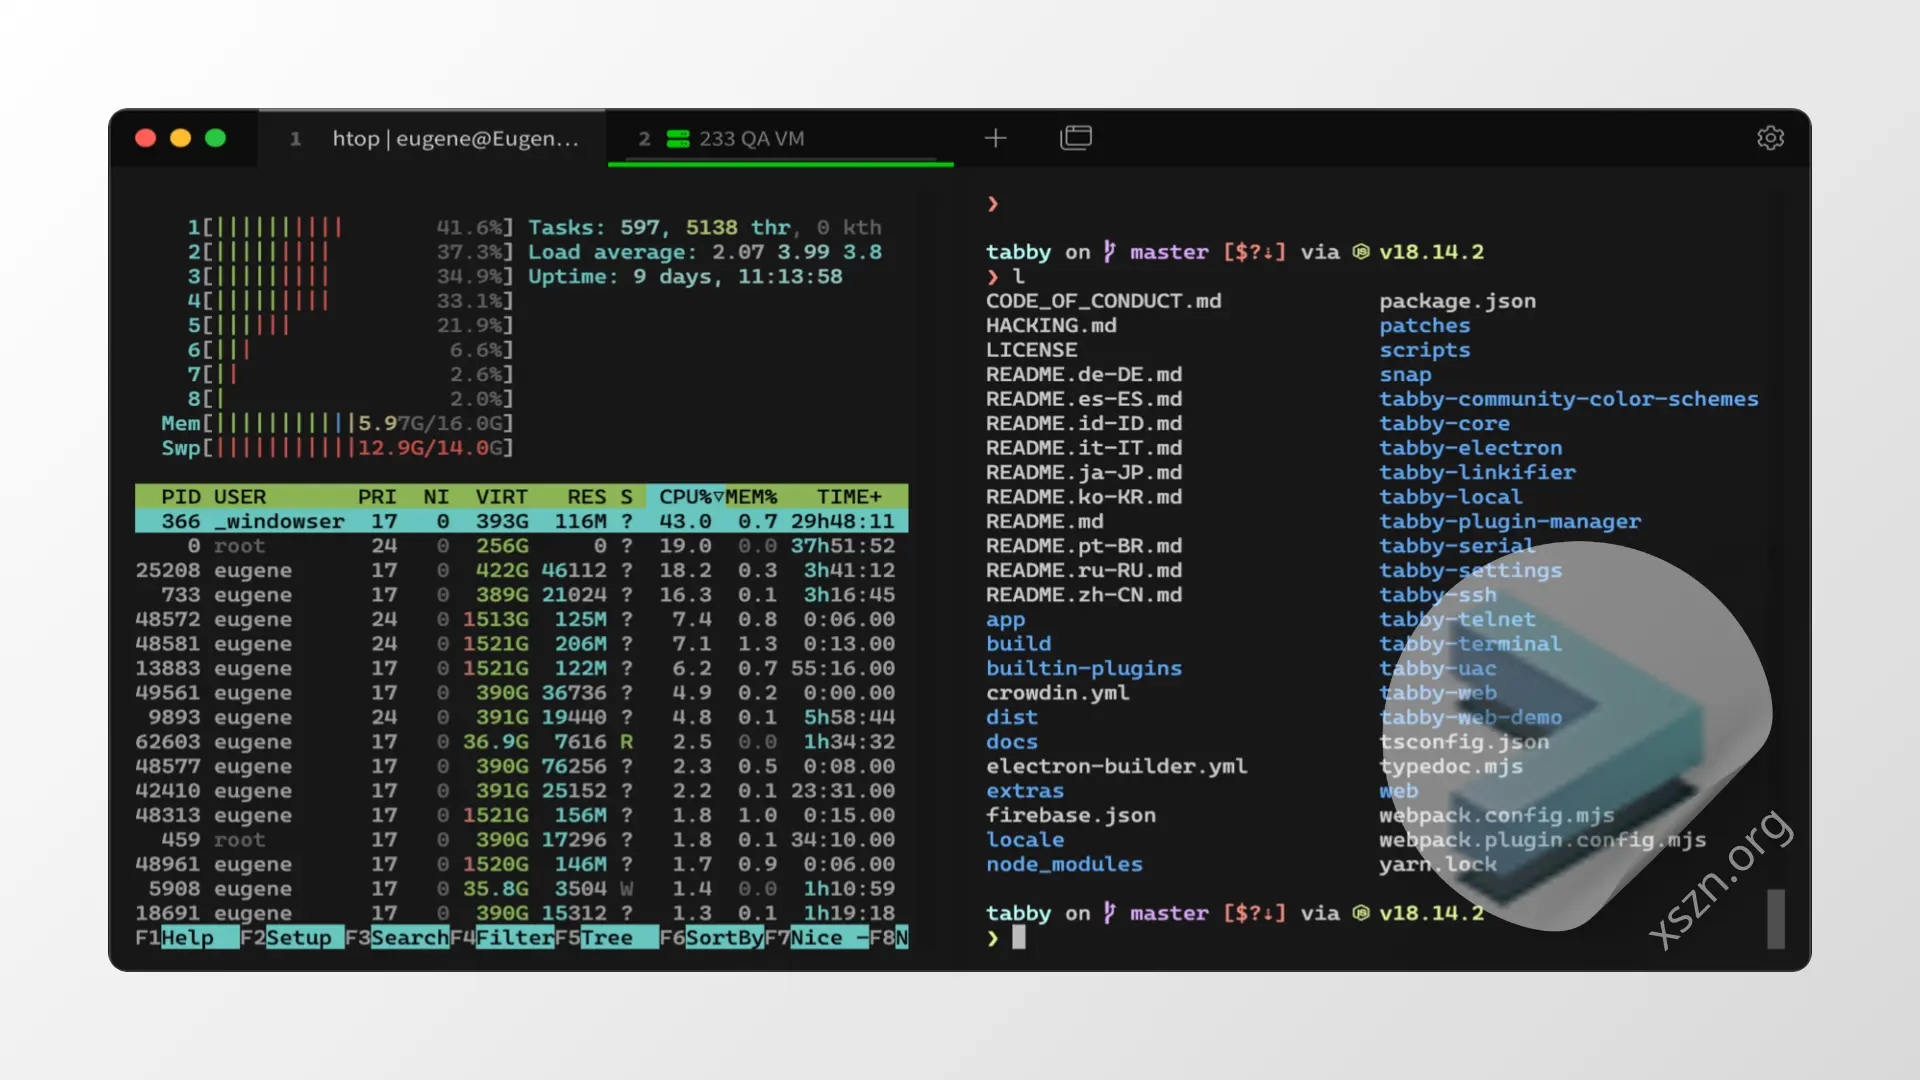 1 htop | eugene@Eugen...
2 233 QA VM
1[||||||||||41.6%] Tasks: 597, 5138 thr, 0 kth
2[|||||||||37.3%] Load average: 2.07 3.99 3.8
3[|||||||||34.9%] Uptime: 9 days, 11:13:58
4[|||||||||33.1%]
5[||||||21.9%]
6[|||6.6%]
7[||2.6%]
8[|2.0%]
Mem[|||||||||||5.97G/16.0G]
Swp[|||||||||||12.9G/14.0G]
PID USER PRI NI VIRT RES S CPU%▽MEM% TIME+
366 _windowser 17 0 393G 116M ? 43.0 0.7 29h48:11
0 root 24 0 256G 0 ? 19.0 0.0 37h51:52
25208 eugene 17 0 422G 46112 ? 18.2 0.3 3h41:12
733 eugene 17 0 389G 21024 ? 16.3 0.1 3h16:45
48572 eugene 24 0 1513G 125M ? 7.4 0.8 0:06.00
48581 eugene 24 0 1521G 206M ? 7.1 1.3 0:13.00
13883 eugene 17 0 1521G 122M ? 6.2 0.7 55:16.00
49561 eugene 17 0 390G 36736 ? 4.9 0.2 0:00.00
9893 eugene 24 0 391G 19440 ? 4.8 0.1 5h58:44
62603 eugene 17 0 36.9G 7616 R 2.5 0.0 1h34:32
48577 eugene 17 0 390G 76256 ? 2.3 0.5 0:08.00
42410 eugene 17 0 391G 25152 ? 2.2 0.1 23:31.00
48313 eugene 17 0 1521G 156M ? 1.8 1.0 0:15.00
459 root 17 0 390G 17296 ? 1.8 0.1 34:10.00
48961 eugene 17 0 1520G 146M ? 1.7 0.9 0:06.00
5908 eugene 17 0 35.8G 3504 W 1.4 0.0 1h10:59
18691 eugene 17 0 390G 15312 ? 1.3 0.1 1h19:18
F1Help F2Setup F3SearchF4FilterF5Tree F6SortByF7Nice -F8N
❯
tabby on master [$?↓] via v18.14.2
❯ l
CODE_OF_CONDUCT.md package.json
HACKING.md patches
LICENSE scripts
README.de-DE.md snap
README.es-ES.md tabby-community-color-schemes
README.id-ID.md tabby-core
README.it-IT.md tabby-electron
README.ja-JP.md tabby-linkifier
README.ko-KR.md tabby-local
README.md tabby-plugin-manager
README.pt-BR.md tabby-serial
README.ru-RU.md tabby-settings
README.zh-CN.md tabby-ssh
app tabby-telnet
build tabby-terminal
builtin-plugins tabby-uac
crowdin.yml tabby-web
dist tabby-web-demo
docs tsconfig.json
electron-builder.yml typedoc.mjs
extras web
firebase.json webpack.config.mjs
locale webpack.plugin.config.mjs
node_modules yarn.lock
tabby on master [$?↓] via v18.14.2
❯
xszn.org